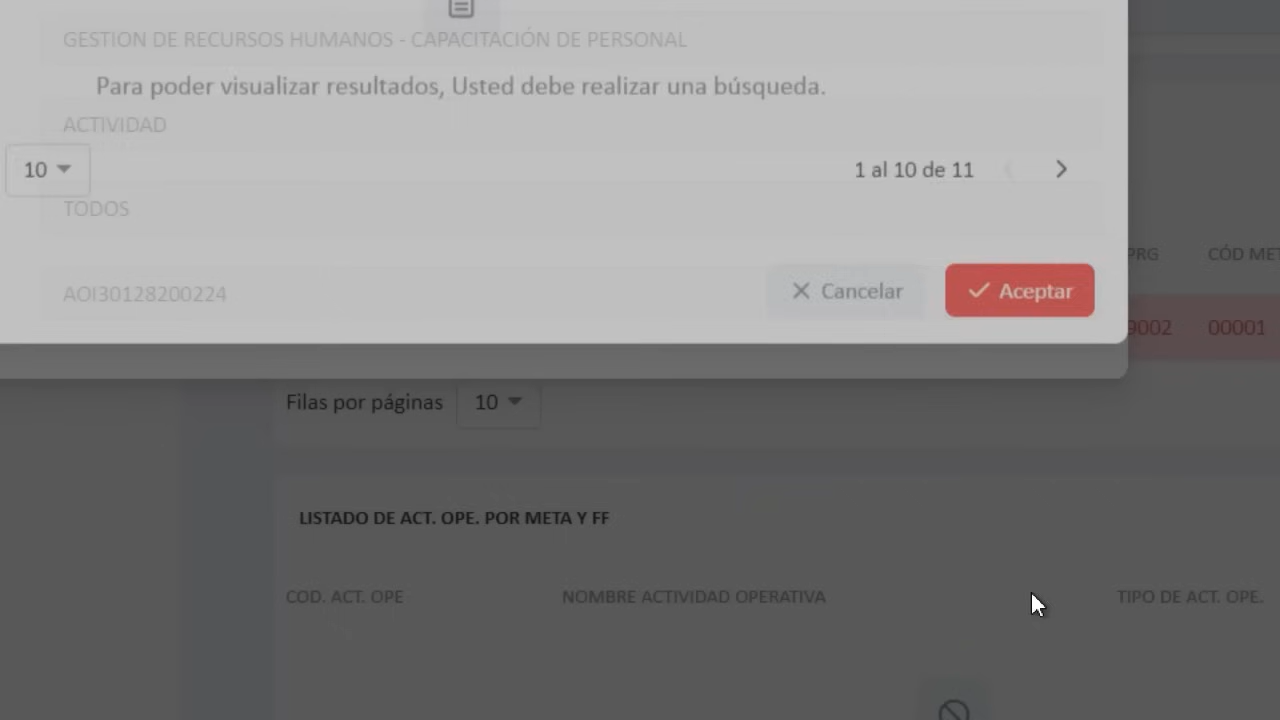 GESTION DE RECURSOS HUMANOS - CAPACITACIÓN DE PERSONAL
Para poder visualizar resultados, Usted debe realizar una búsqueda.
ACTIVIDAD
10
1 al 10 de 11
TODOS
PRG
CÓD MET
AOI30128200224
Cancelar
Aceptar
9002
00001
Filas por páginas
10
LISTADO DE ACT. OPE. POR META Y FF
COD. ACT. OPE
NOMBRE ACTIVIDAD OPERATIVA
TIPO DE ACT. OPE.